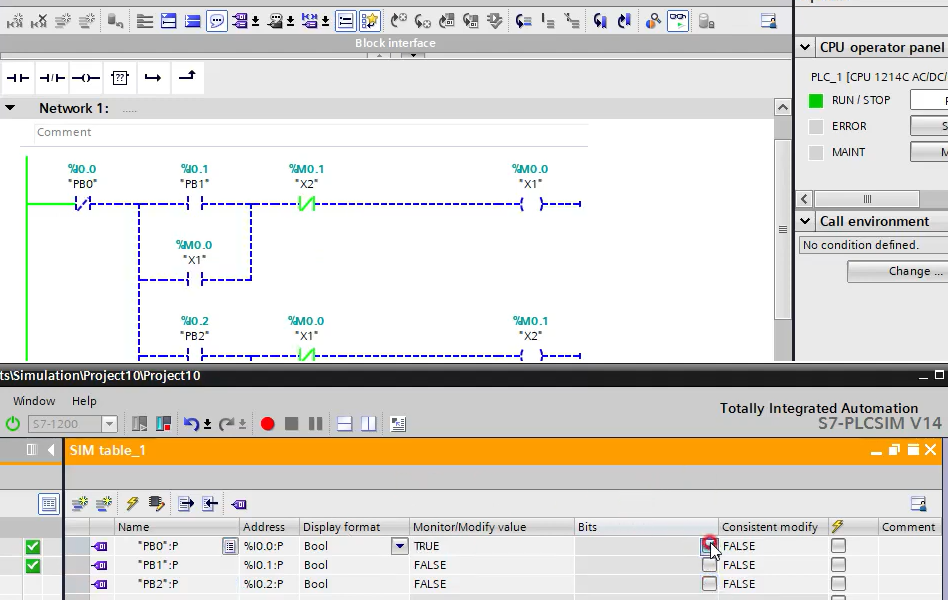 Block interface
CPU operator panel
PLC_1 [CPU 1214C AC/DC/
RUN / STOP
ERROR
MAINT
Network 1: .....
Comment
%I0.0 %I0.1 %M0.1 %M0.0
"PB0" "PB1" "X2" "X1"
%M0.0
"X1"
Call environment
No condition defined.
Change ...
%I0.2 %M0.0 %M0.1
"PB2" "X1" "X2"
ts\Simulation\Project10\Project10
Window Help
Totally Integrated Automation
S7-1200
S7-PLCSIM V14
SIM table_1
Name Address Display format Monitor/Modify value Bits Consistent modify Comment
"PB0":P %I0.0:P Bool TRUE FALSE
"PB1":P %I0.1:P Bool FALSE FALSE
"PB2":P %I0.2:P Bool FALSE FALSE